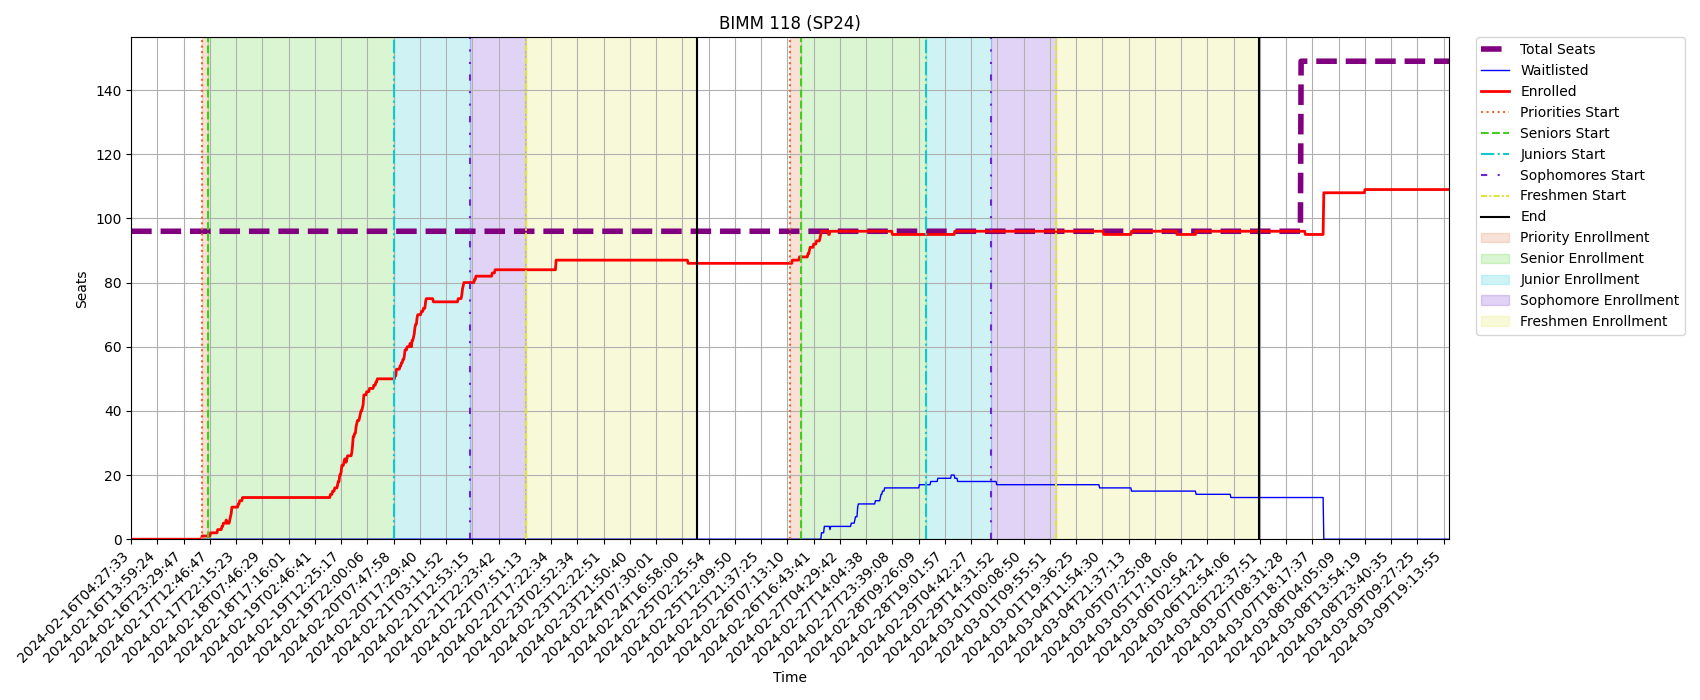 BIMM 118 (SP24)
Seats
140
120
100
80
60
40
20
0
2024-02-16T04:27:33
2024-02-16T13:59:24
2024-02-16T23:29:47
2024-02-17T12:46:47
2024-02-17T22:15:23
2024-02-18T07:46:29
2024-02-18T17:16:01
2024-02-19T02:46:41
2024-02-19T12:25:17
2024-02-19T22:00:06
2024-02-20T07:47:58
2024-02-20T17:29:40
2024-02-21T03:11:52
2024-02-21T12:53:15
2024-02-21T22:23:42
2024-02-22T07:51:13
2024-02-22T17:22:34
2024-02-23T02:52:34
2024-02-23T12:22:51
2024-02-23T21:50:40
2024-02-24T07:30:01
2024-02-24T16:58:00
2024-02-25T02:25:54
2024-02-25T12:09:50
2024-02-25T21:37:25
2024-02-26T07:13:10
2024-02-26T16:43:41
2024-02-27T04:29:42
2024-02-27T14:04:38
2024-02-27T23:39:08
2024-02-28T09:26:09
2024-02-28T19:01:57
2024-02-29T04:42:27
2024-02-29T14:31:52
2024-03-01T00:08:50
2024-03-01T09:55:51
2024-03-01T19:36:25
2024-03-04T11:54:30
2024-03-04T21:37:13
2024-03-05T07:25:08
2024-03-05T17:10:06
2024-03-06T02:54:21
2024-03-06T12:54:06
2024-03-06T22:37:51
2024-03-07T08:31:28
2024-03-07T18:17:37
2024-03-08T04:05:09
2024-03-08T13:54:19
2024-03-08T23:40:35
2024-03-09T09:27:25
2024-03-09T19:13:55
Time
Total Seats
Waitlisted
Enrolled
Priorities Start
Seniors Start
Juniors Start
Sophomores Start
Freshmen Start
End
Priority Enrollment
Senior Enrollment
Junior Enrollment
Sophomore Enrollment
Freshmen Enrollment